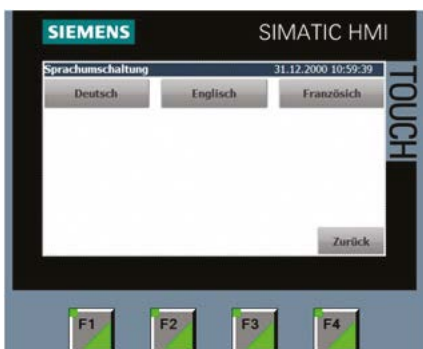 SIEMENS SIMATIC HMI
TOUCH
Sprachumschaltung 31.12.2000 10:59:39
Deutsch Englisch Französich
Zurück
F1 F2 F3 F4